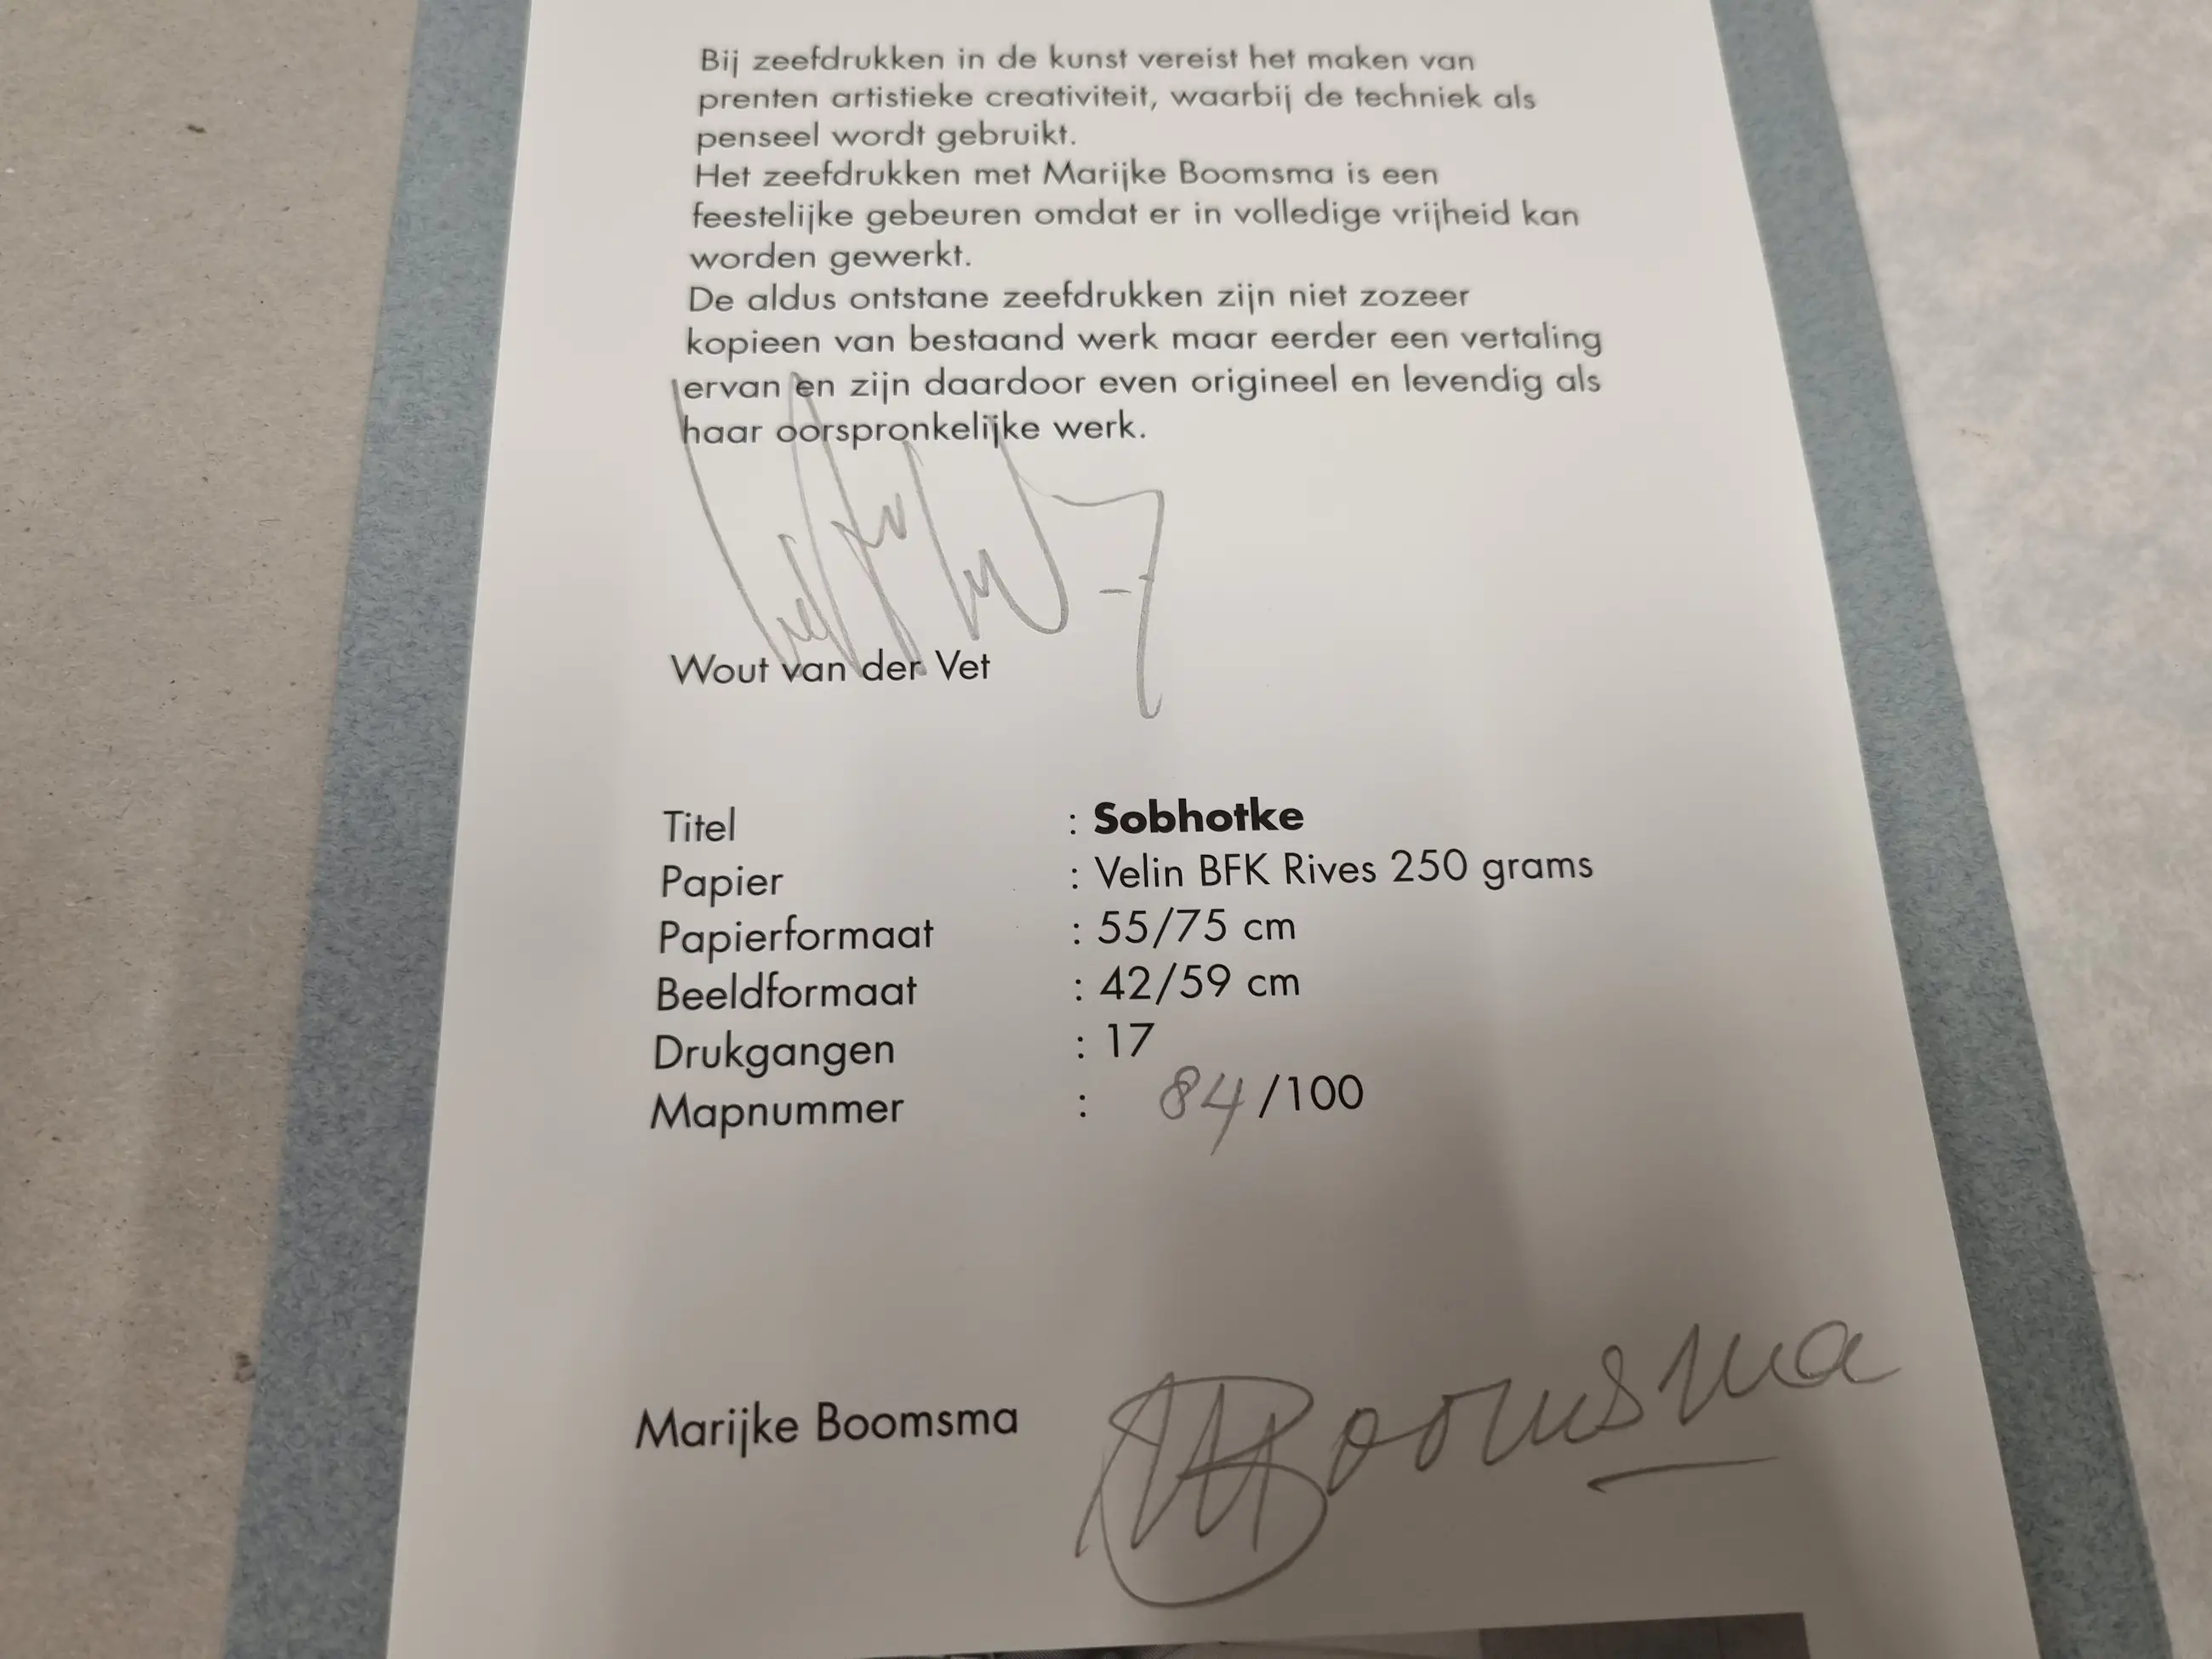 Bij zeefdrukken in de kunst vereist het maken van
prenten artistieke creativiteit, waarbij de techniek als
penseel wordt gebruikt.
Het zeefdrukken met Marijke Boomsma is een
feestelijke gebeuren omdat er in volledige vrijheid kan
worden gewerkt.
De aldus ontstane zeefdrukken zijn niet zozeer
kopieen van bestaand werk maar eerder een vertaling
ervan en zijn daardoor even origineel en levendig als
haar oorspronkelijke werk.
Wout van der Vet
Titel : Sobhotke
Papier : Velin BFK Rives 250 grams
Papierformaat : 55/75 cm
Beeldformaat : 42/59 cm
Drukgangen : 17
Mapnummer : 84/100
Marijke Boomsma MBoomsma